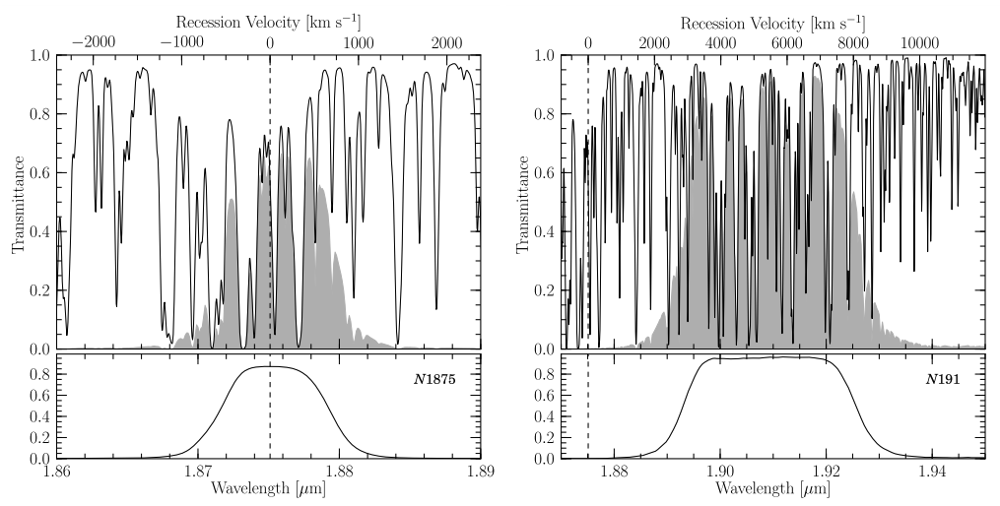 Recession Velocity [km s⁻¹]
−2000 −1000 0 1000 2000
1.0
0.8
0.6
0.4
0.2
0.0
Transmittance
N1875
0.8
0.6
0.4
0.2
0.0
1.86 1.87 1.88 1.89
Wavelength [μm]
Recession Velocity [km s⁻¹]
0 2000 4000 6000 8000 10000
1.0
0.8
0.6
0.4
0.2
0.0
Transmittance
N191
0.8
0.6
0.4
0.2
0.0
1.88 1.90 1.92 1.94
Wavelength [μm]